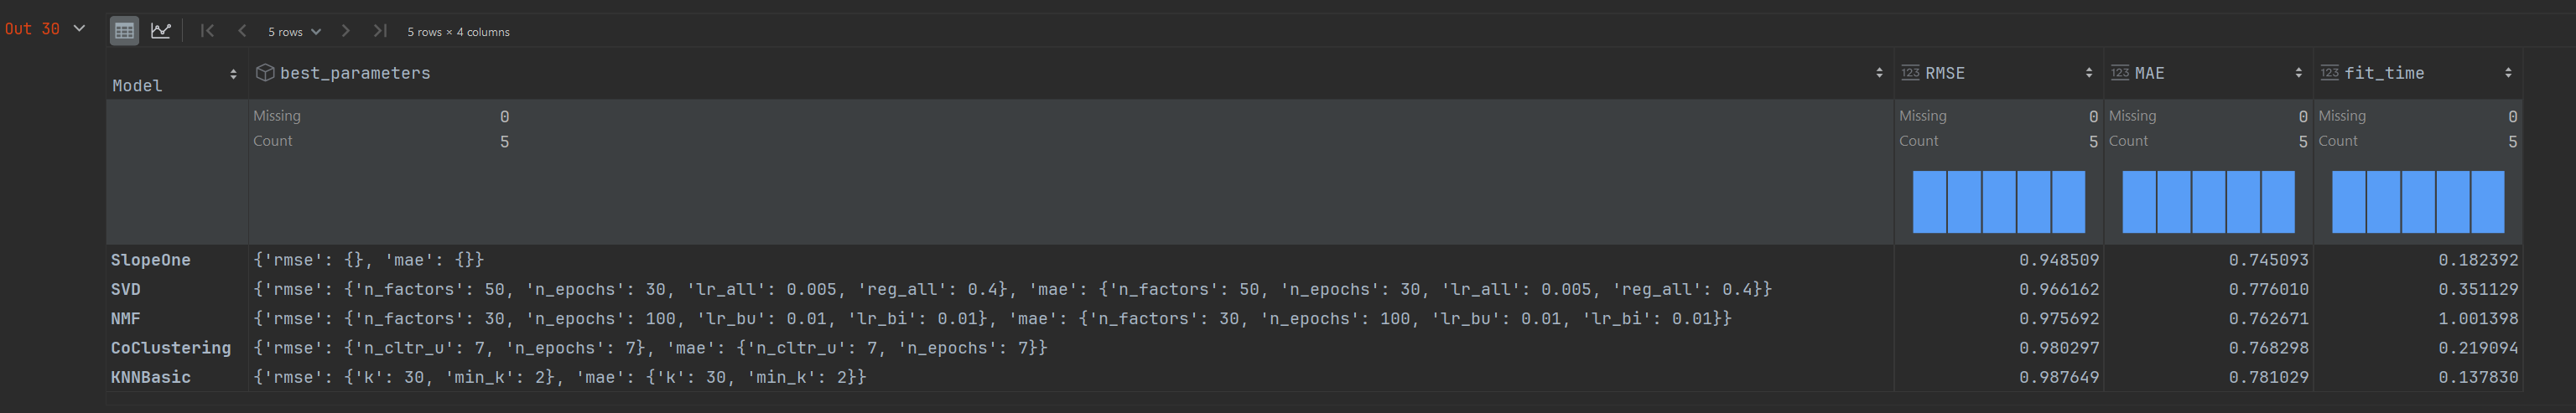 Out 30
5 rows 5 rows × 4 columns
Model best_parameters 123 RMSE 123 MAE 123 fit_time
Missing 0 Missing 0 Missing 0 Missing 0
Count 5 Count 5 Count 5 Count 5
SlopeOne {'rmse': {}, 'mae': {}} 0.948509 0.745093 0.182392
SVD {'rmse': {'n_factors': 50, 'n_epochs': 30, 'lr_all': 0.005, 'reg_all': 0.4}, 'mae': {'n_factors': 50, 'n_epochs': 30, 'lr_all': 0.005, 'reg_all': 0.4}} 0.966162 0.776010 0.351129
NMF {'rmse': {'n_factors': 30, 'n_epochs': 100, 'lr_bu': 0.01, 'lr_bi': 0.01}, 'mae': {'n_factors': 30, 'n_epochs': 100, 'lr_bu': 0.01, 'lr_bi': 0.01}} 0.975692 0.762671 1.001398
CoClustering {'rmse': {'n_cltr_u': 7, 'n_epochs': 7}, 'mae': {'n_cltr_u': 7, 'n_epochs': 7}} 0.980297 0.768298 0.219094
KNNBasic {'rmse': {'k': 30, 'min_k': 2}, 'mae': {'k': 30, 'min_k': 2}} 0.987649 0.781029 0.137830